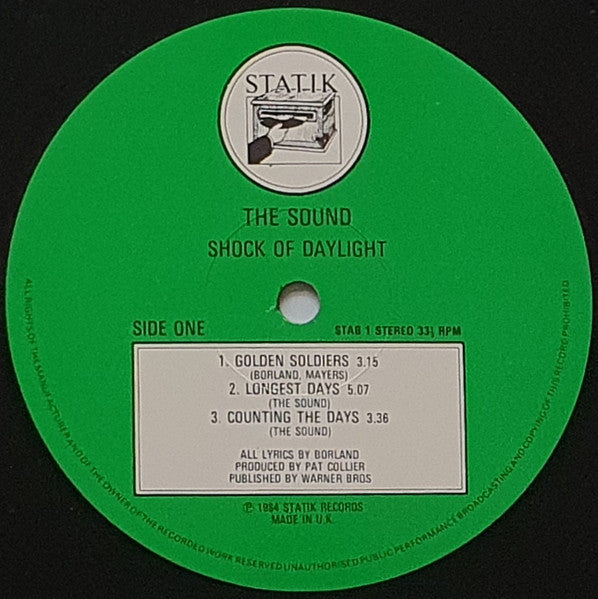 STATIK
THE SOUND
SHOCK OF DAYLIGHT
SIDE ONE
STAB 1 STEREO 33⅓ RPM
1. GOLDEN SOLDIERS 3.15
(BORLAND, MAYERS)
2. LONGEST DAYS 5.07
(THE SOUND)
3. COUNTING THE DAYS 3.36
(THE SOUND)
ALL LYRICS BY BORLAND
PRODUCED BY PAT COLLIER
PUBLISHED BY WARNER BROS
℗ 1984 STATIK RECORDS
MADE IN U.K.
ALL RIGHTS OF THE MANUFACTURER AND OF THE OWNER OF THE RECORDED WORK RESERVED UNAUTHORISED PUBLIC PERFORMANCE BROADCASTING AND COPYING OF THIS RECORD PROHIBITED